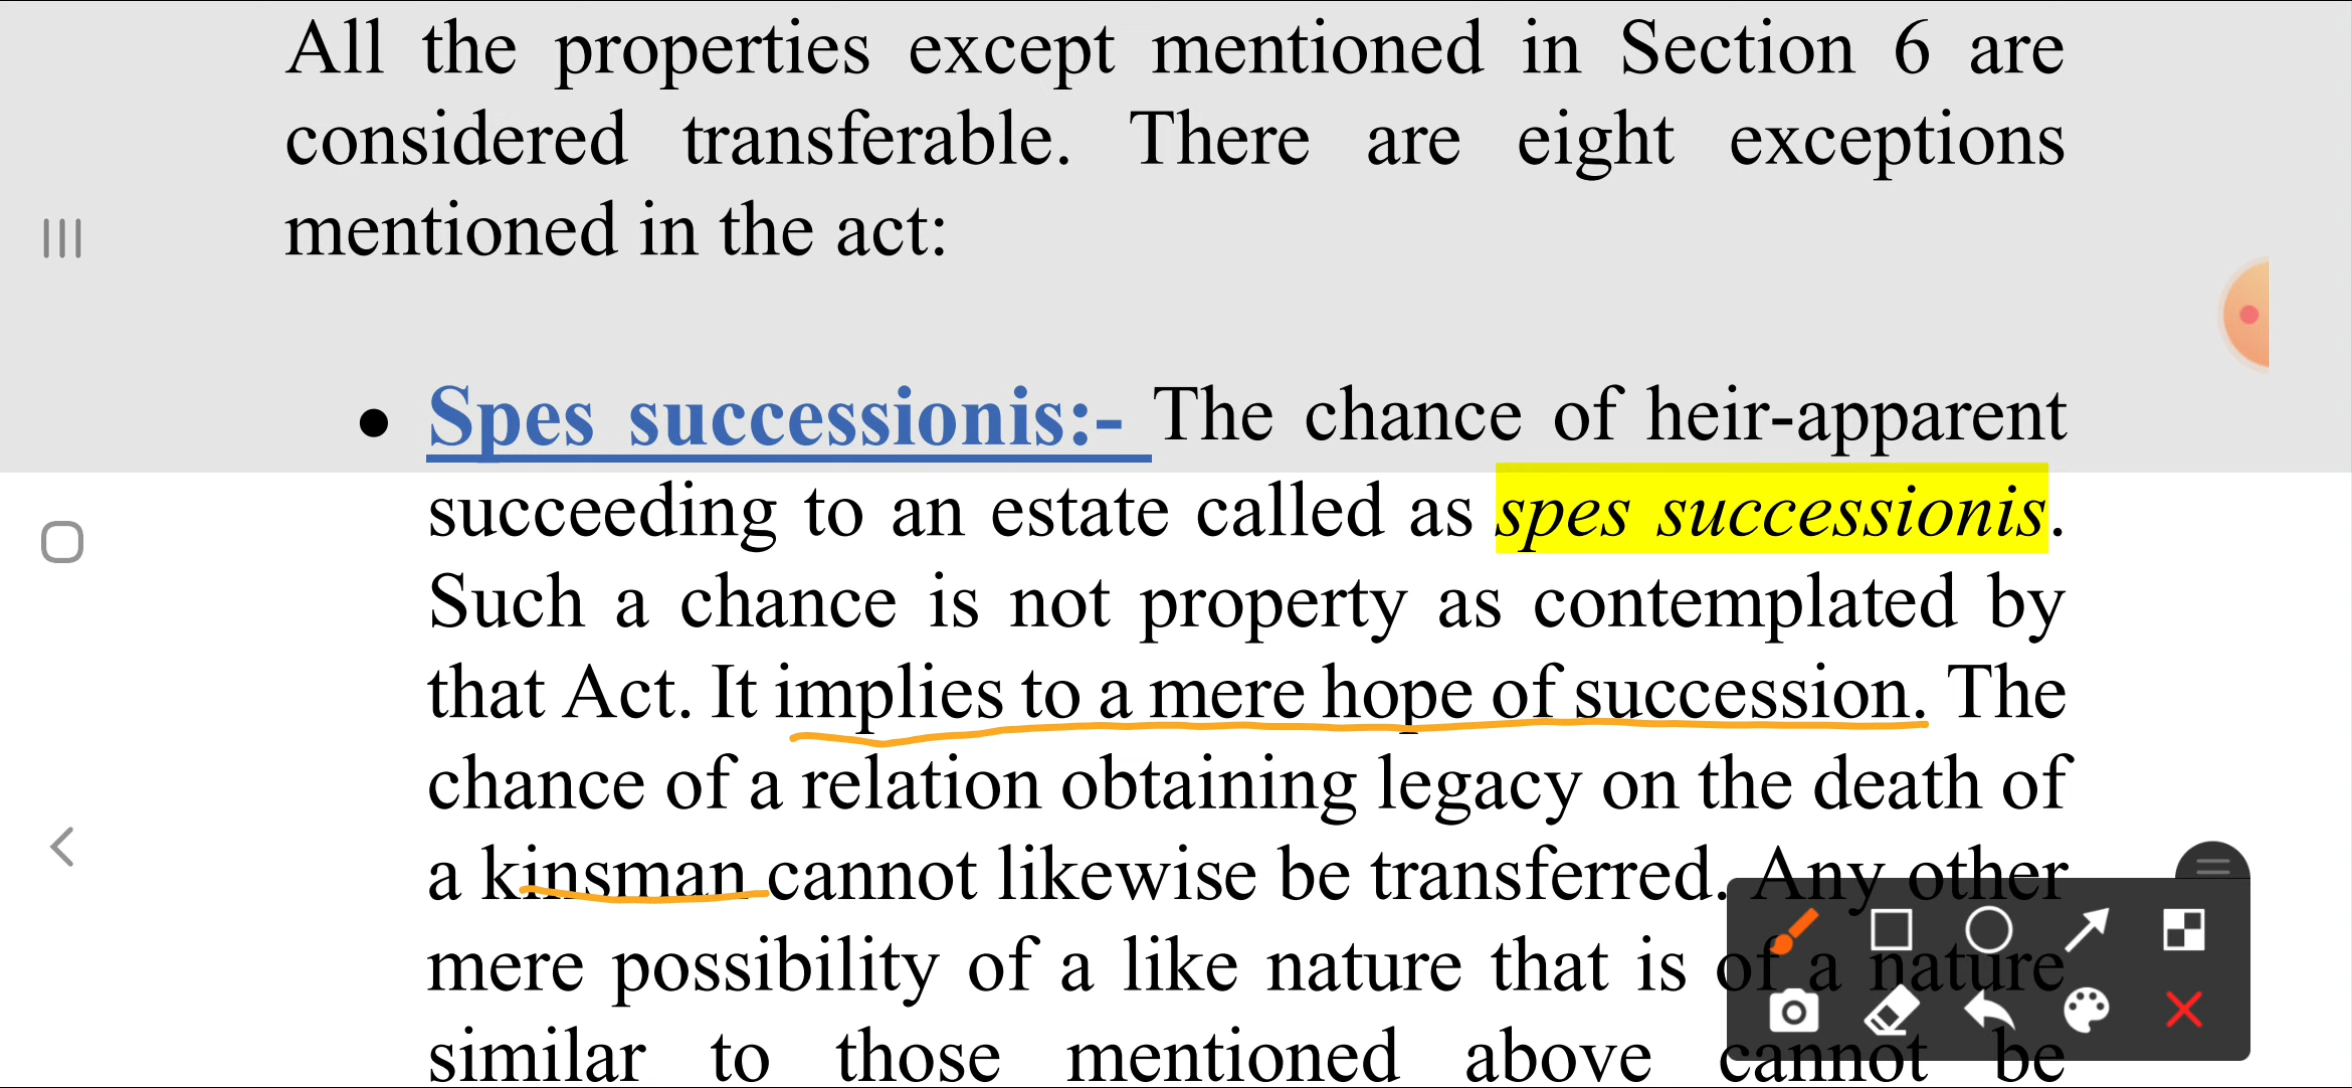 All the properties except mentioned in Section 6 are
considered transferable. There are eight exceptions
mentioned in the act:
• Spes successionis:- The chance of heir-apparent
succeeding to an estate called as spes successionis.
Such a chance is not property as contemplated by
that Act. It implies to a mere hope of succession. The
chance of a relation obtaining legacy on the death of
a kinsman cannot likewise be transferred. Any other
mere possibility of a like nature that is of a nature
similar to those mentioned above cannot be